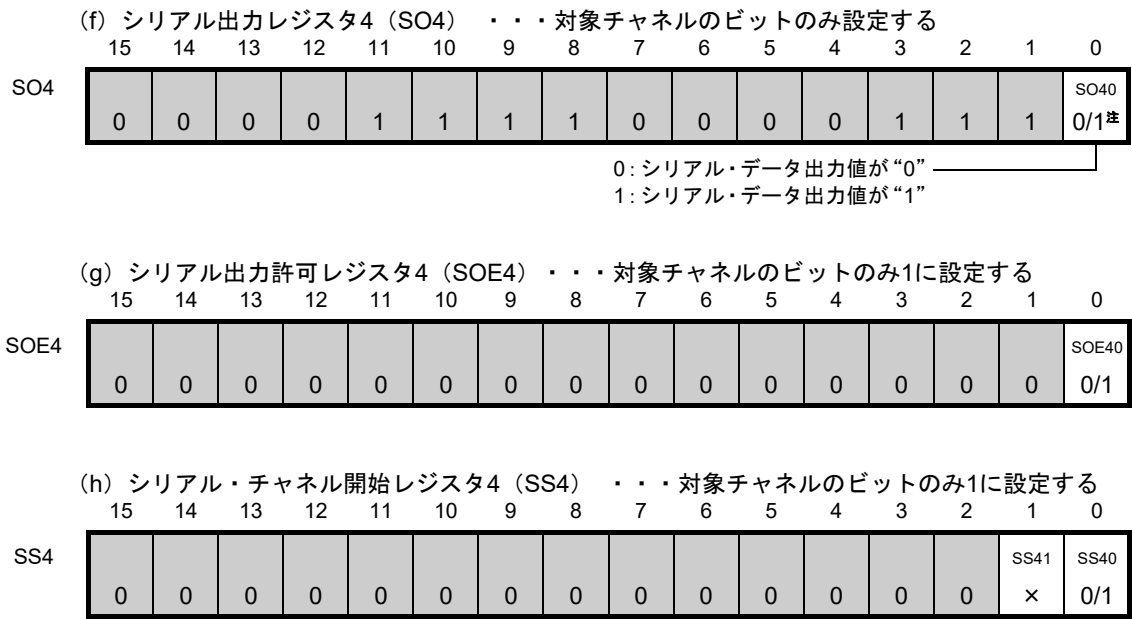 (f) シリアル出力レジスタ4(SO4) ・・・対象チャネルのビットのみ設定する
15 14 13 12 11 10 9 8 7 6 5 4 3 2 1 0
SO4
SO40
0 0 0 0 1 1 1 1 0 0 0 0 1 1 1 0/1注
0:シリアル・データ出力値が“0”
1:シリアル・データ出力値が“1”
(g) シリアル出力許可レジスタ4(SOE4) ・・・対象チャネルのビットのみ1に設定する
15 14 13 12 11 10 9 8 7 6 5 4 3 2 1 0
SOE4
SOE40
0 0 0 0 0 0 0 0 0 0 0 0 0 0 0 0/1
(h) シリアル・チャネル開始レジスタ4(SS4) ・・・対象チャネルのビットのみ1に設定する
15 14 13 12 11 10 9 8 7 6 5 4 3 2 1 0
SS4
SS41 SS40
0 0 0 0 0 0 0 0 0 0 0 0 0 0 × 0/1